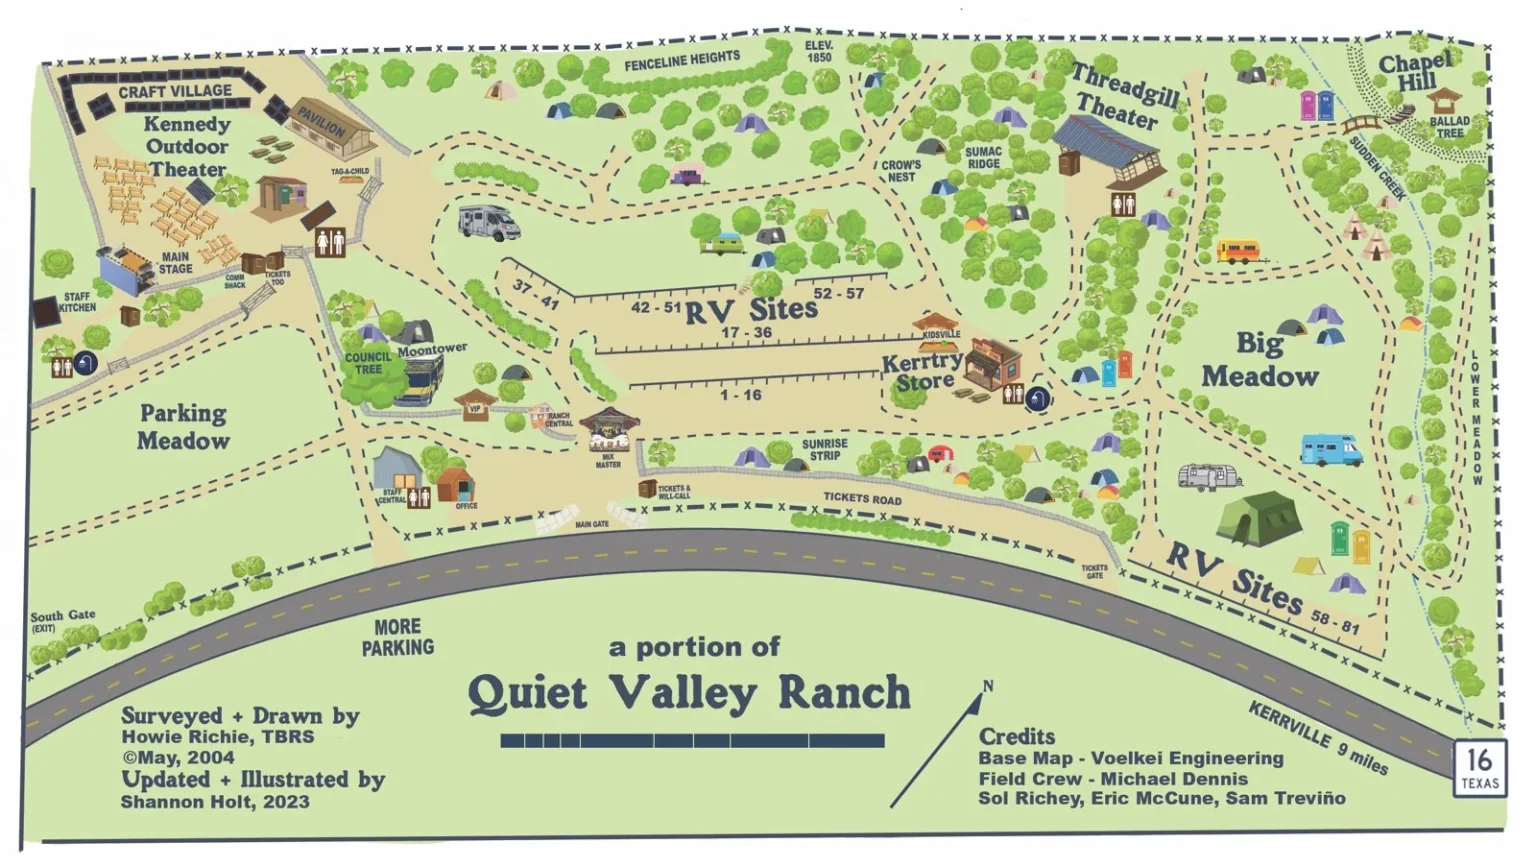 FENCELINE HEIGHTS
ELEV.
1850
CRAFT VILLAGE
PAVILION
Kennedy
Outdoor
Theater
TAG-A-CHILD
MAIN
STAGE
COMM
SHACK
TICKETS
TOO
STAFF
KITCHEN
Parking
Meadow
COUNCIL
TREE
Moontower
VIP
RANCH
CENTRAL
MIX
MASTER
STAFF
CENTRAL
OFFICE
TICKETS &
WILL-CALL
MAIN GATE
TICKETS ROAD
SUNRISE
STRIP
37 - 41
42 - 51
RV Sites
52 - 57
17 - 36
1 - 16
KIDSVILLE
Kerrtry
Store
CROW'S
NEST
SUMAC
RIDGE
Threadgill
Theater
Chapel
Hill
BALLAD
TREE
SUDDEN CREEK
Big
Meadow
LOWER MEADOW
TICKETS
GATE
RV Sites
58 - 81
South Gate
(EXIT)
MORE
PARKING
a portion of
Quiet Valley Ranch
Surveyed + Drawn by
Howie Richie, TBRS
©May, 2004
Updated + Illustrated by
Shannon Holt, 2023
N
Credits
Base Map - Voelkei Engineering
Field Crew - Michael Dennis
Sol Richey, Eric McCune, Sam Treviño
KERRVILLE 9 miles
16
TEXAS